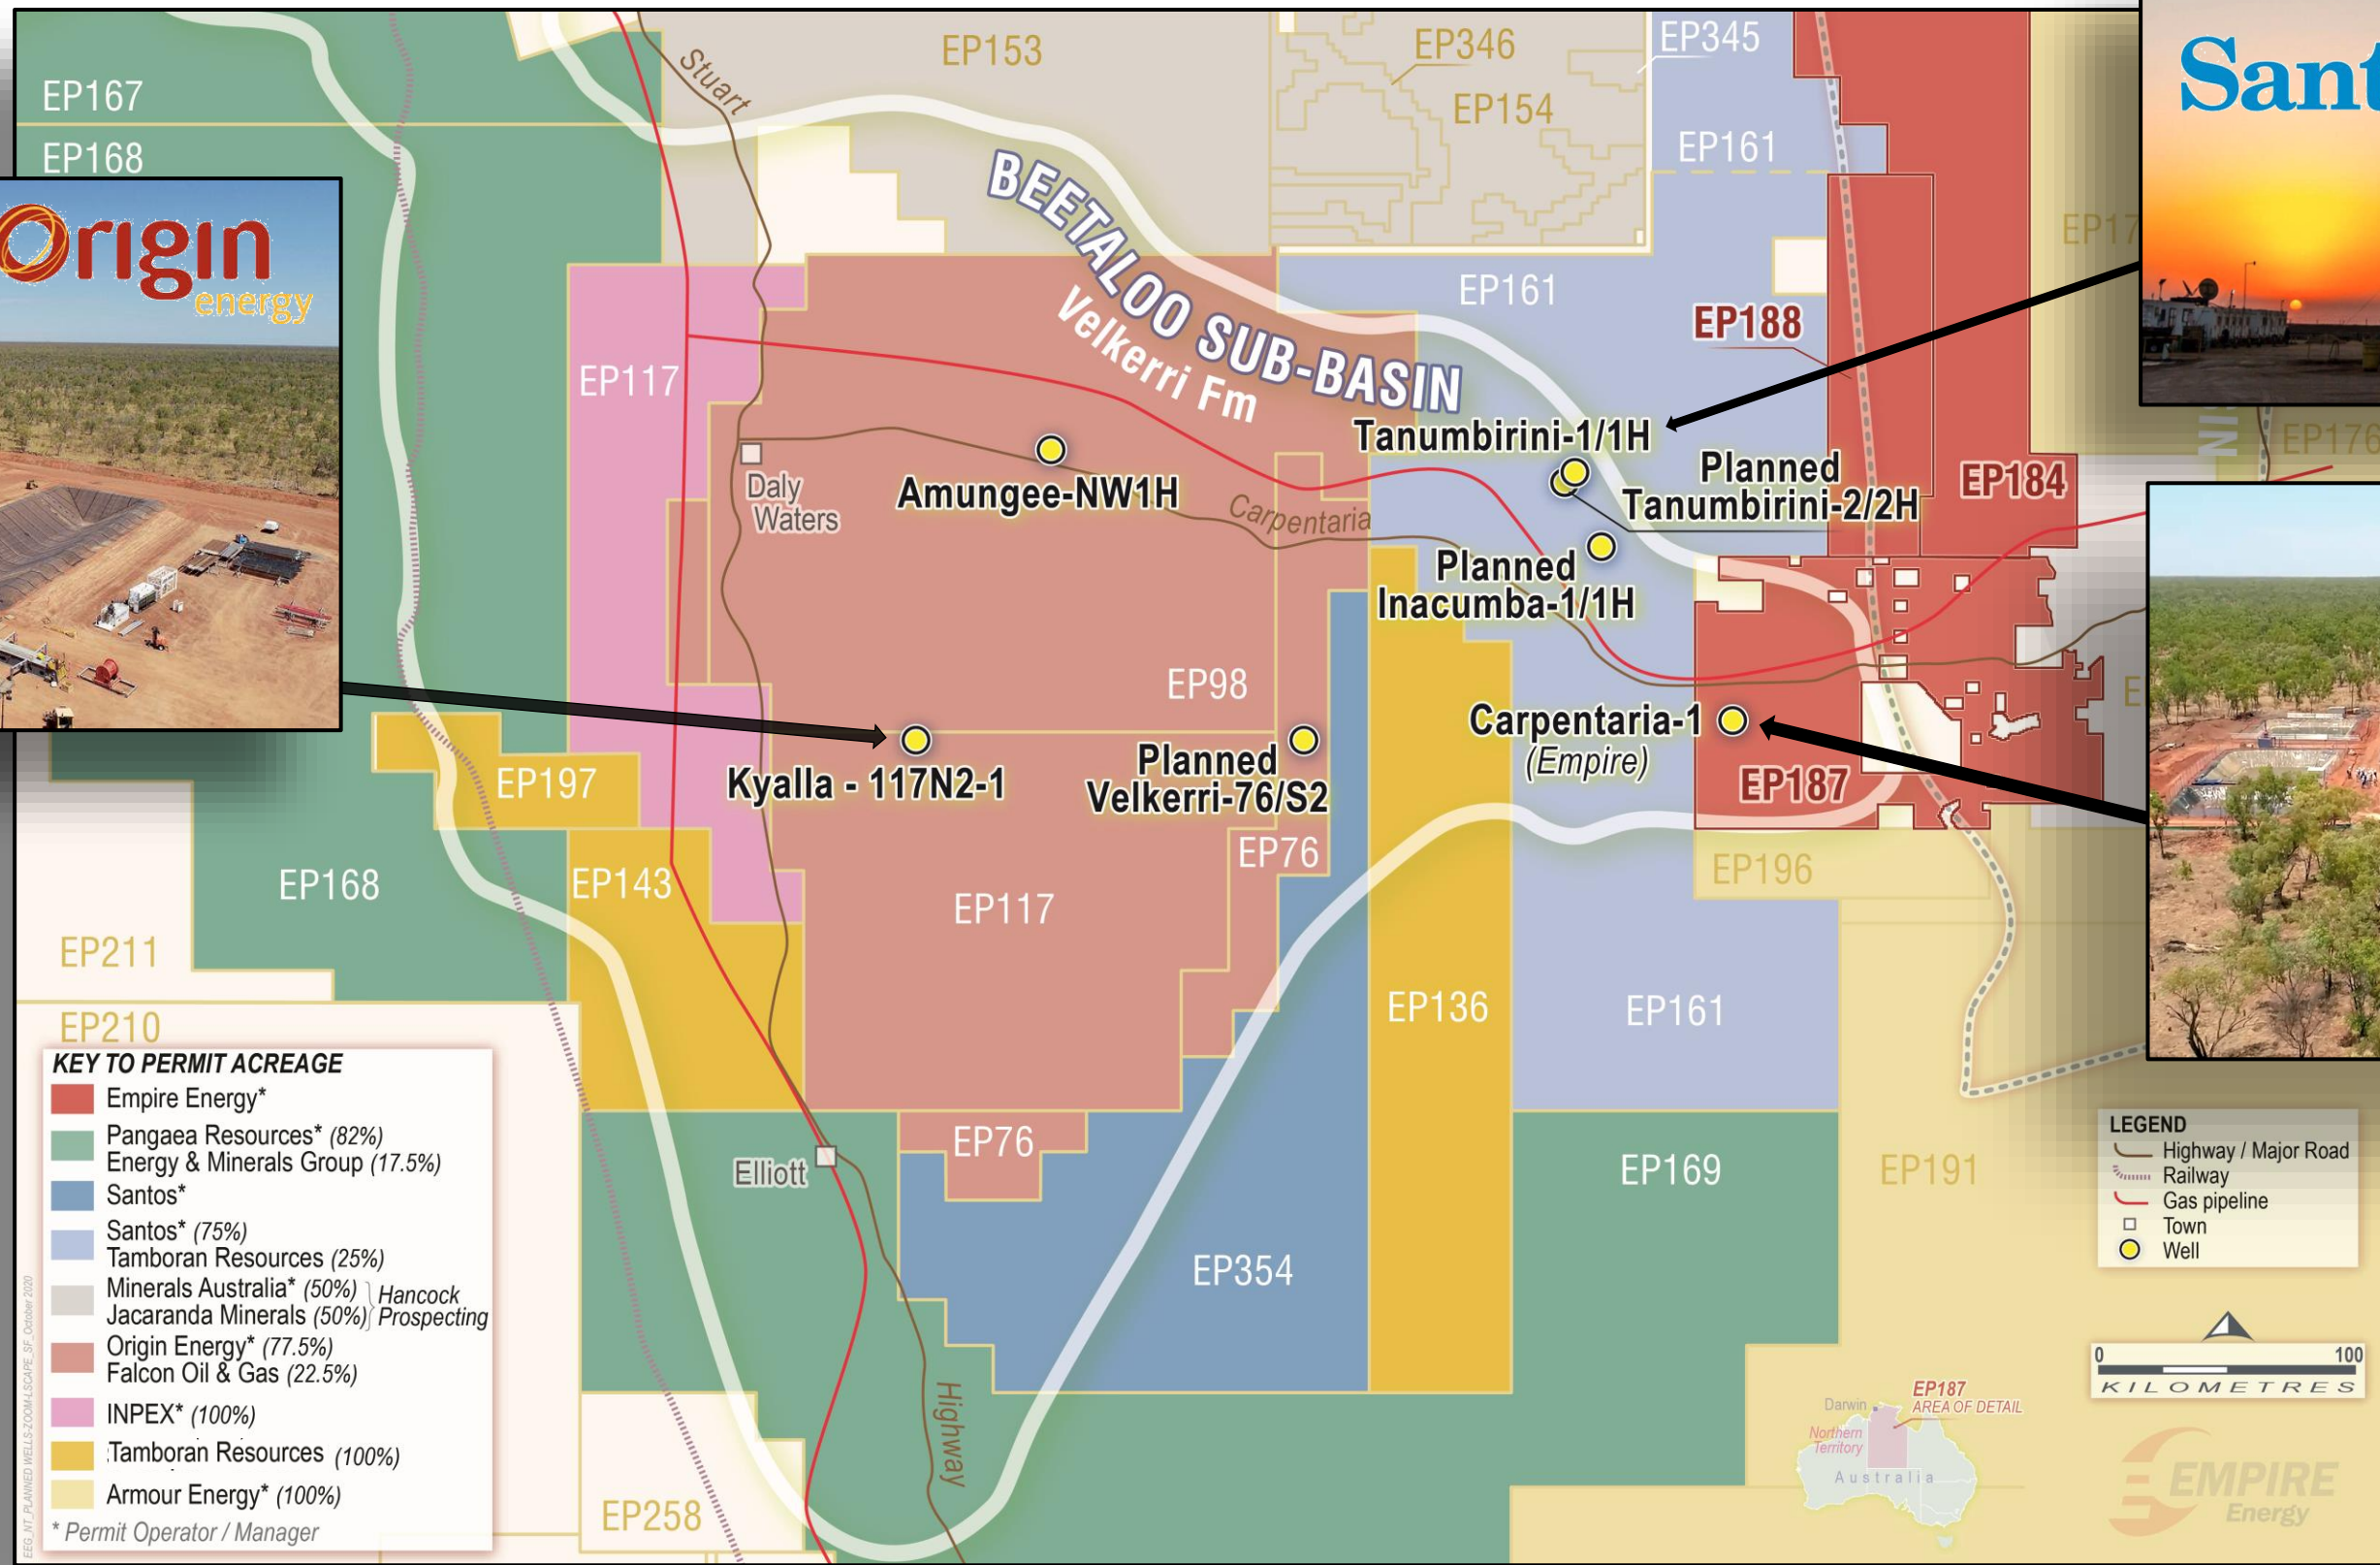 EP153
EP346
EP345
EP154
EP167
EP168
EP161
Stuart
Origin
energy
BEETALOO SUB-BASIN
Velkerri Fm
EP161
EP188
EP117
Tanumbirini-1/1H
Planned
Tanumbirini-2/2H
EP184
EP176
Daly
Waters
Amungee-NW1H
Carpentaria
Planned
Inacumba-1/1H
EP98
Carpentaria-1
(Empire)
EP187
EP197
Kyalla - 117N2-1
Planned
Velkerri-76/S2
EP76
EP168
EP143
EP117
EP196
EP211
EP210
EP136
EP161
Elliott
EP76
EP169
EP191
EP354
Highway
EP258
KEY TO PERMIT ACREAGE
Empire Energy*
Pangaea Resources* (82%)
Energy & Minerals Group (17.5%)
Santos*
Santos* (75%)
Tamboran Resources (25%)
Minerals Australia* (50%)
Jacaranda Minerals (50%)
Hancock
Prospecting
Origin Energy* (77.5%)
Falcon Oil & Gas (22.5%)
INPEX* (100%)
Tamboran Resources (100%)
Armour Energy* (100%)
* Permit Operator / Manager
EEG_NT_PLANNED WELLS-ZOOM-LSCAPE_SF_October 2020
LEGEND
Highway / Major Road
Railway
Gas pipeline
Town
Well
0 100
KILOMETRES
EP187
AREA OF DETAIL
Darwin
Northern
Territory
Australia
EMPIRE
Energy